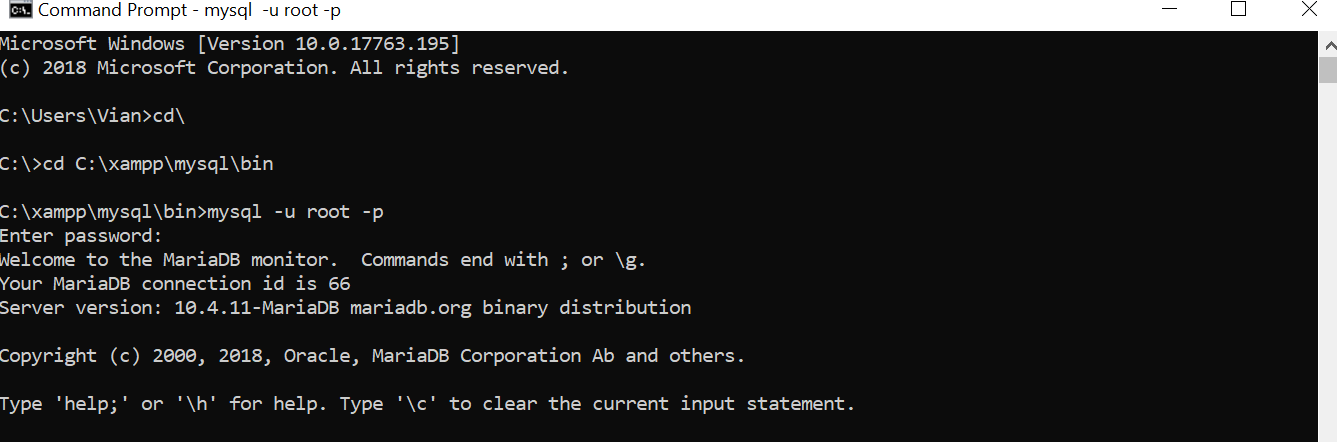 Command Prompt - mysql  -u root -p
Microsoft Windows [Version 10.0.17763.195]
(c) 2018 Microsoft Corporation. All rights reserved.
C:\Users\Vian>cd\
C:\>cd C:\xampp\mysql\bin
C:\xampp\mysql\bin>mysql -u root -p
Enter password:
Welcome to the MariaDB monitor.  Commands end with ; or \g.
Your MariaDB connection id is 66
Server version: 10.4.11-MariaDB mariadb.org binary distribution
Copyright (c) 2000, 2018, Oracle, MariaDB Corporation Ab and others.
Type 'help;' or '\h' for help. Type '\c' to clear the current input statement.